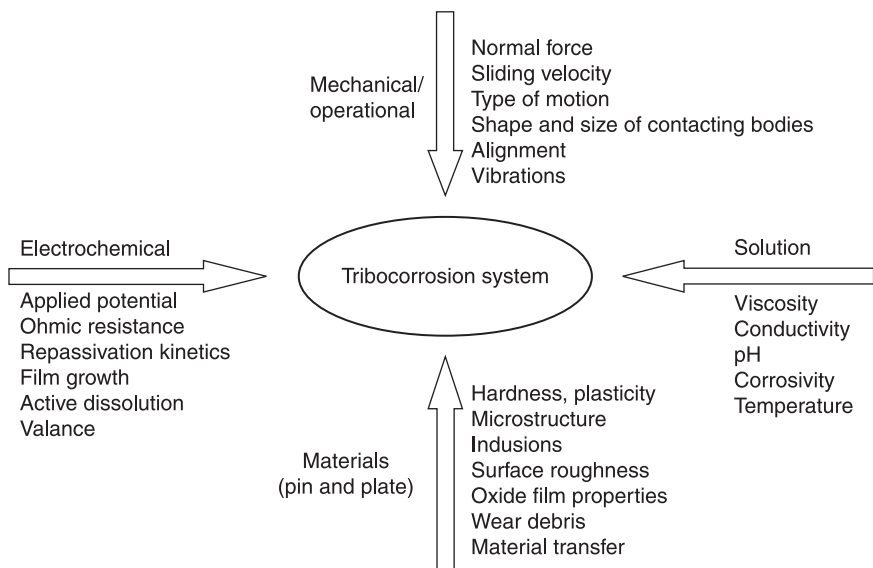 Mechanical/
operational
Normal force
Sliding velocity
Type of motion
Shape and size of contacting bodies
Alignment
Vibrations
Electrochemical
Applied potential
Ohmic resistance
Repassivation kinetics
Film growth
Active dissolution
Valance
Tribocorrosion system
Solution
Viscosity
Conductivity
pH
Corrosivity
Temperature
Materials
(pin and plate)
Hardness, plasticity
Microstructure
Indusions
Surface roughness
Oxide film properties
Wear debris
Material transfer